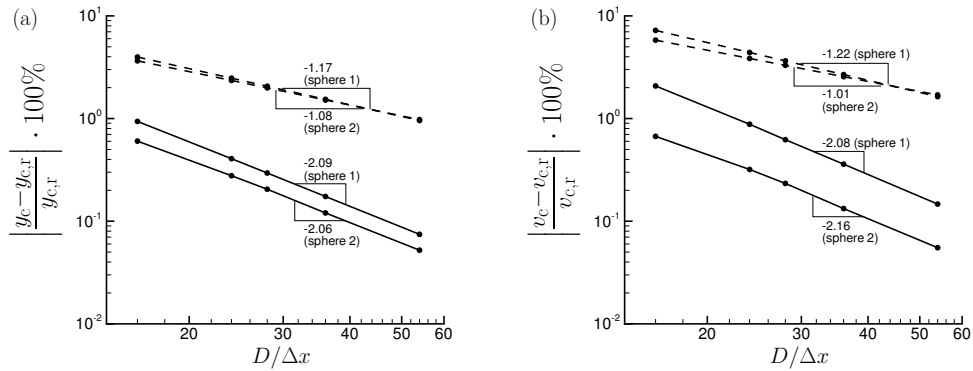 (a)
10^1
10^0
10^-1
10^-2
| y_c − y_c,r / y_c,r | · 100%
-1.17
(sphere 1)
-1.08
(sphere 2)
-2.09
(sphere 1)
-2.06
(sphere 2)
20 30 40 50 60
D/Δx
(b)
10^1
10^0
10^-1
10^-2
| v_c − v_c,r / v_c,r | · 100%
-1.22 (sphere 1)
-1.01
(sphere 2)
-2.08 (sphere 1)
-2.16
(sphere 2)
20 30 40 50 60
D/Δx